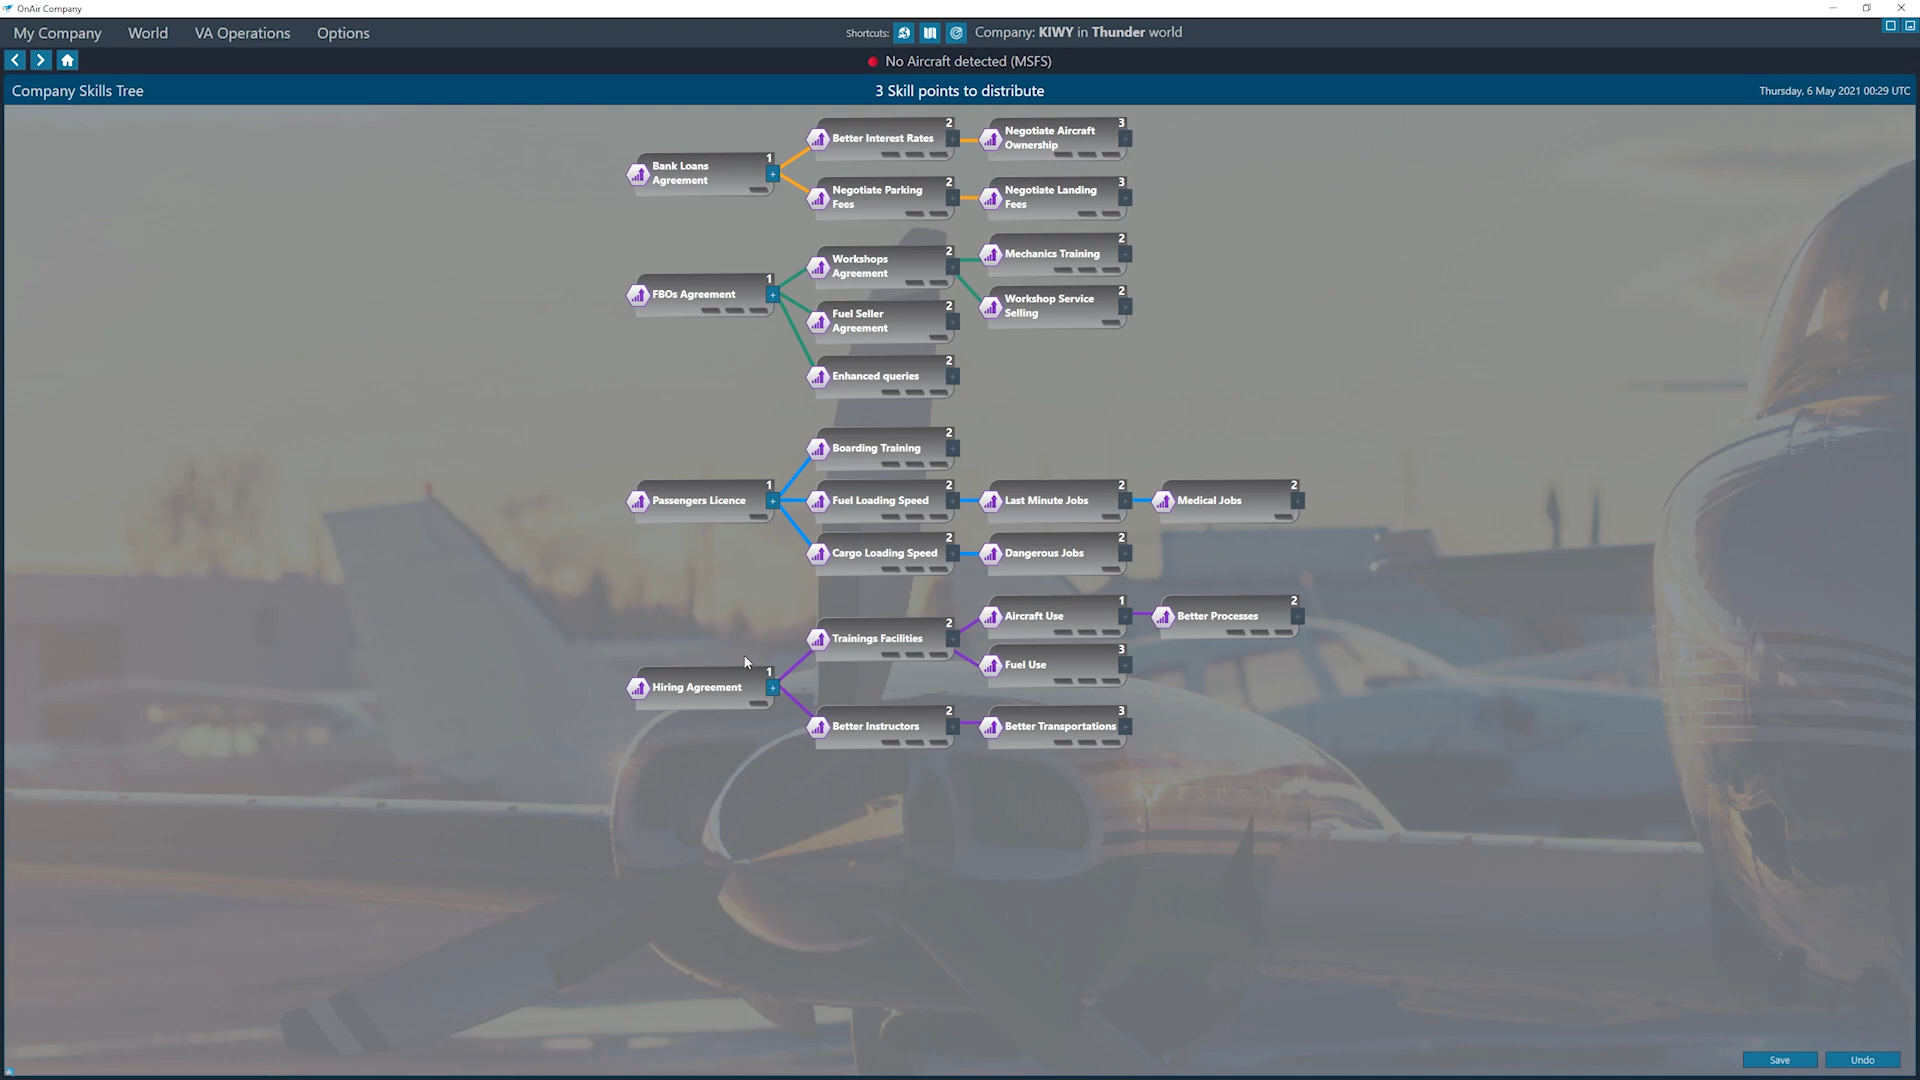 OnAir Company
My Company World VA Operations Options
Shortcuts: Company: KIWY in Thunder world
No Aircraft detected (MSFS)
Company Skills Tree
3 Skill points to distribute
Thursday, 6 May 2021 00:29 UTC
Bank Loans
Agreement
1
+
Better Interest Rates
2
Negotiate Aircraft
Ownership
3
Negotiate Parking
Fees
2
Negotiate Landing
Fees
3
FBOs Agreement
1
+
Workshops
Agreement
2
Mechanics Training
2
Workshop Service
Selling
2
Fuel Seller
Agreement
2
Enhanced queries
2
Passengers Licence
1
+
Boarding Training
2
Fuel Loading Speed
2
Last Minute Jobs
2
Medical Jobs
2
Cargo Loading Speed
2
Dangerous Jobs
2
Hiring Agreement
1
+
Trainings Facilities
2
Aircraft Use
1
Better Processes
2
Fuel Use
3
Better Instructors
2
Better Transportations
3
Save
Undo